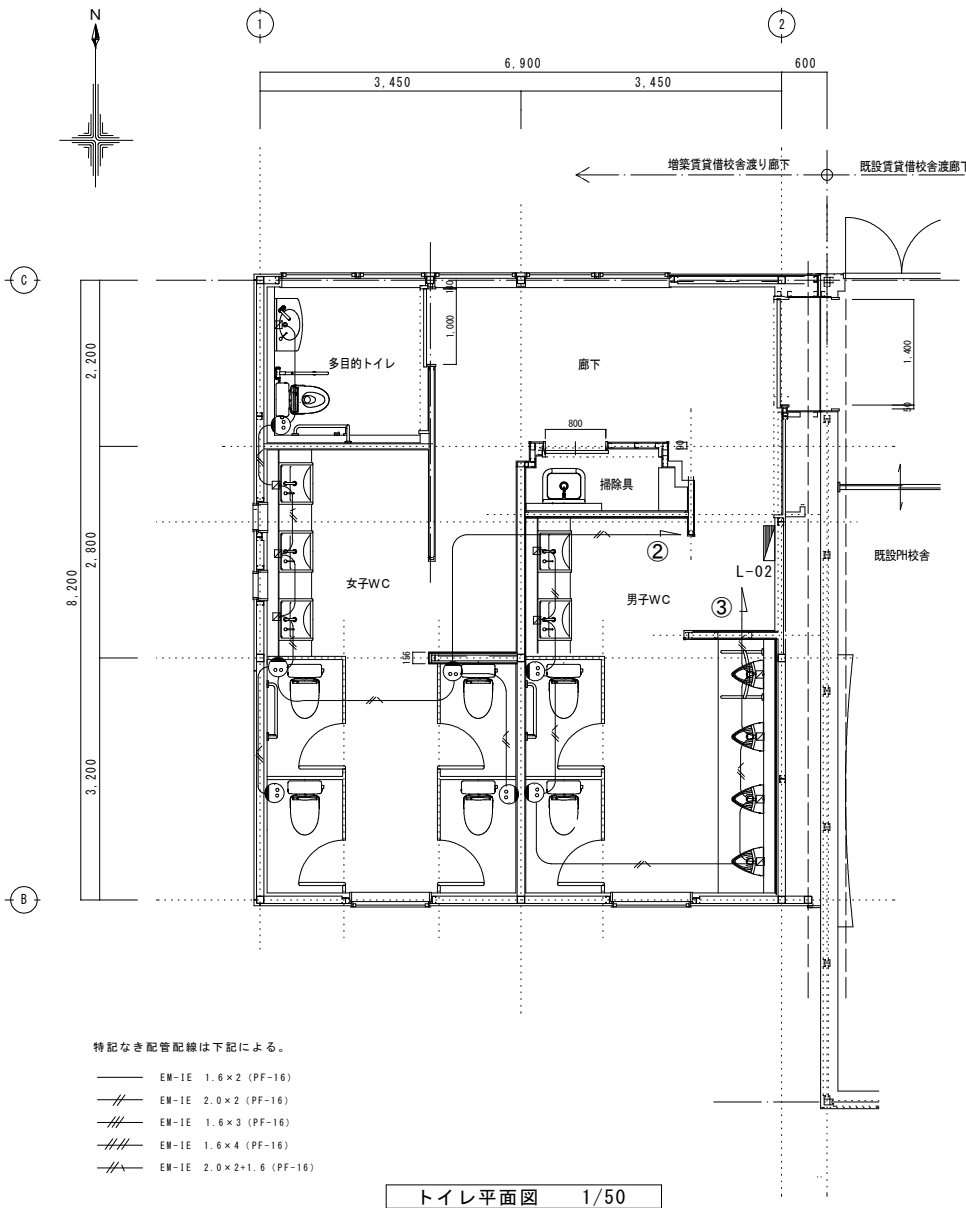 N
1
2
6,900
600
3,450
3,450
増築賃貸借校舎渡り廊下
既設賃貸借校舎渡廊下
C
2,200
2,800
8,200
3,200
B
1,000
1,400
50
多目的トイレ
廊下
800
掃除具
②
L-02
既設PH校舎
女子WC
男子WC
③
特記なき配管配線は下記による。
EM-IE 1.6×2 (PF-16)
EM-IE 2.0×2 (PF-16)
EM-IE 1.6×3 (PF-16)
EM-IE 1.6×4 (PF-16)
EM-IE 2.0×2+1.6 (PF-16)
トイレ平面図 1/50